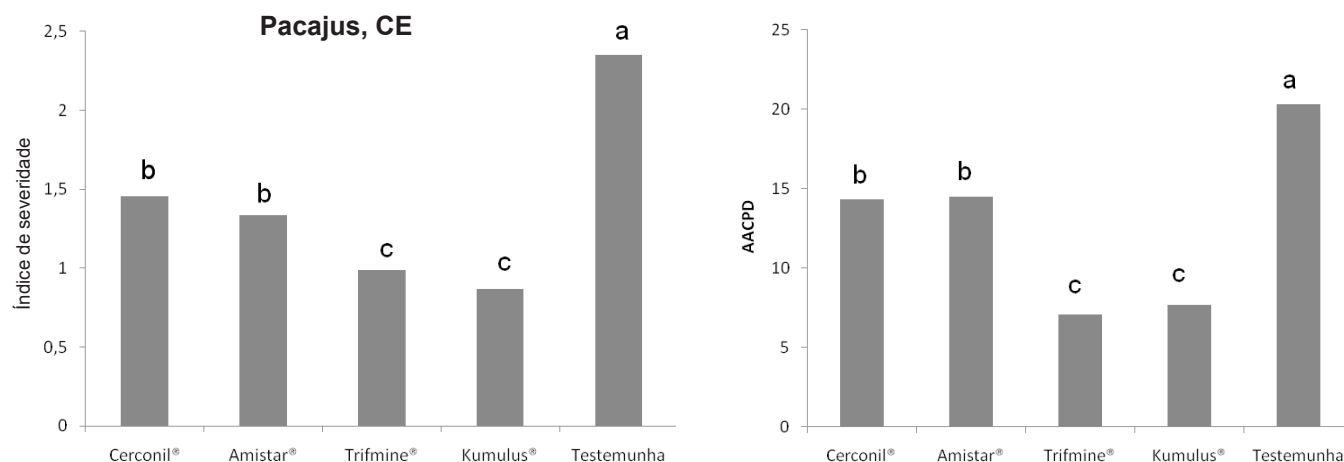 Pacajus, CE
Índice de severidade
2,5
2
1,5
1
0,5
0
a
b
b
c
c
Cerconil® Amistar® Trifmine® Kumulus® Testemunha
AACPD
25
20
15
10
5
0
a
b
b
c
c
Cerconil® Amistar® Trifmine® Kumulus® Testemunha